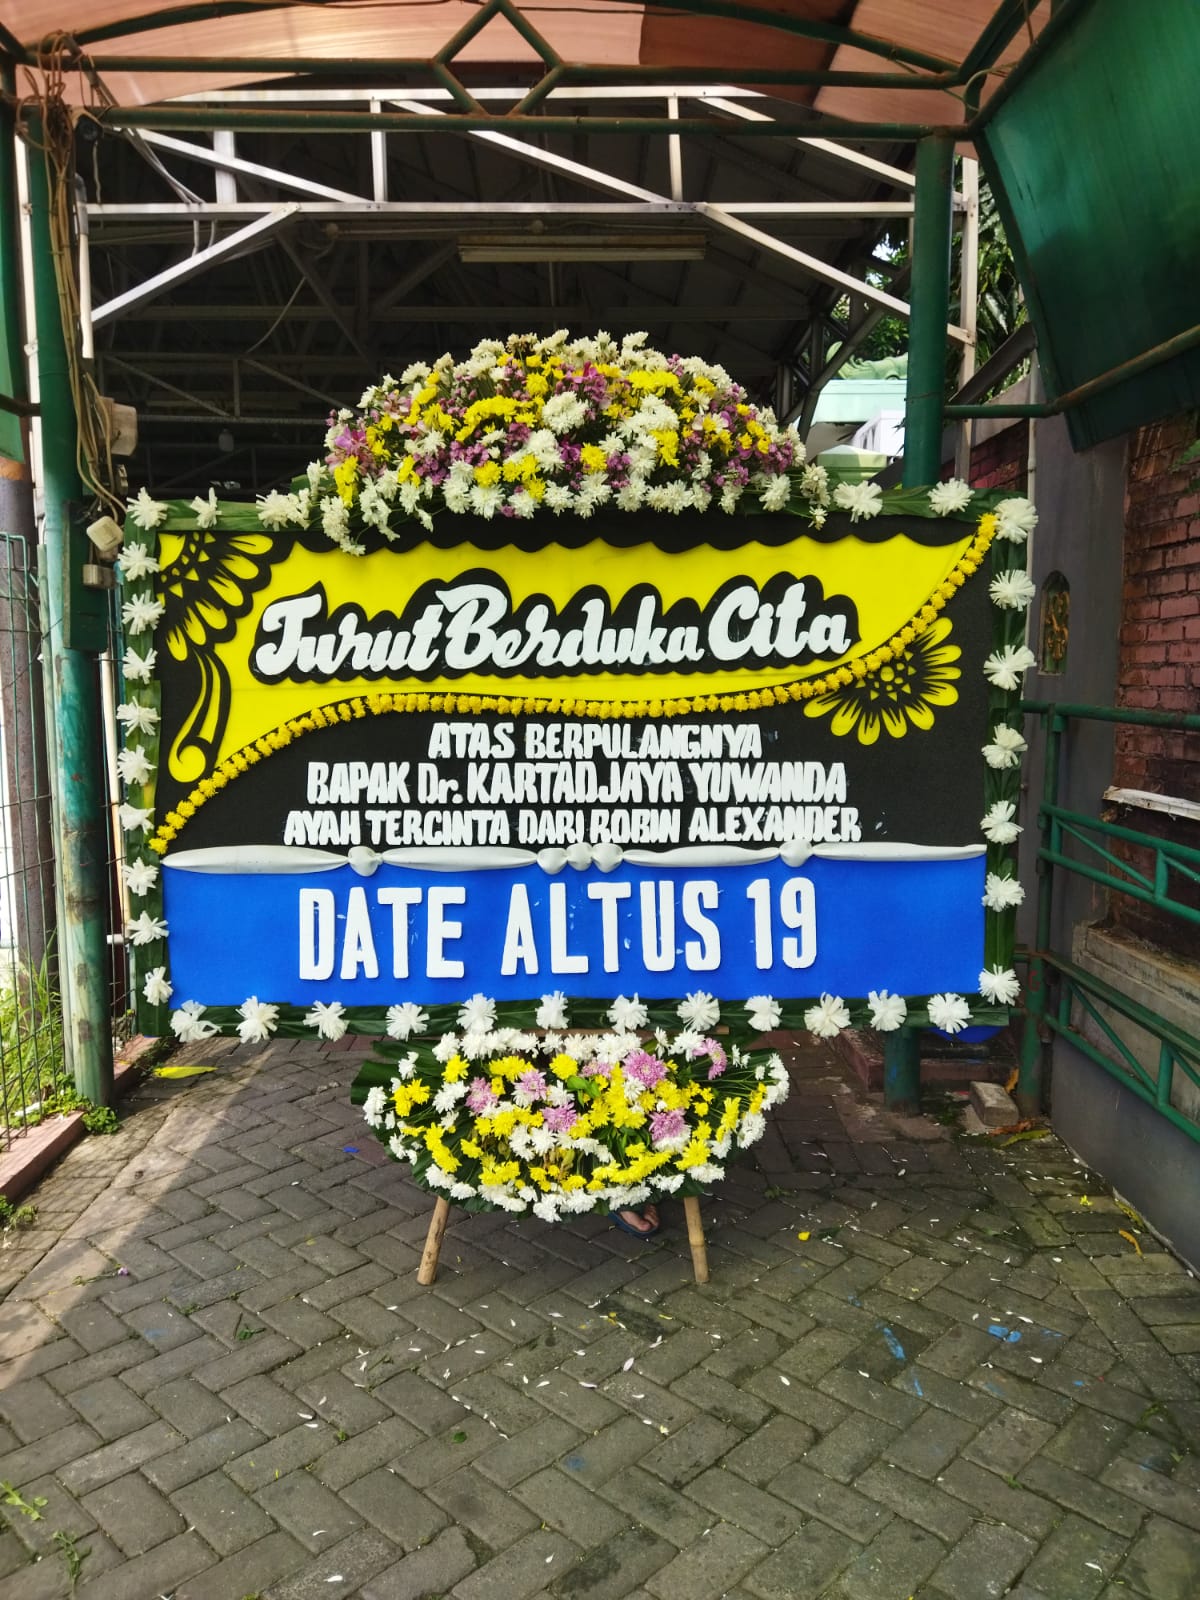 Turut Berduka Cita
ATAS BERPULANGNYA
BAPAK Dr. KARTADJAYA YUWANDA
AYAH TERCINTA DARI ROBIN ALEXANDER
DATE ALTUS 19